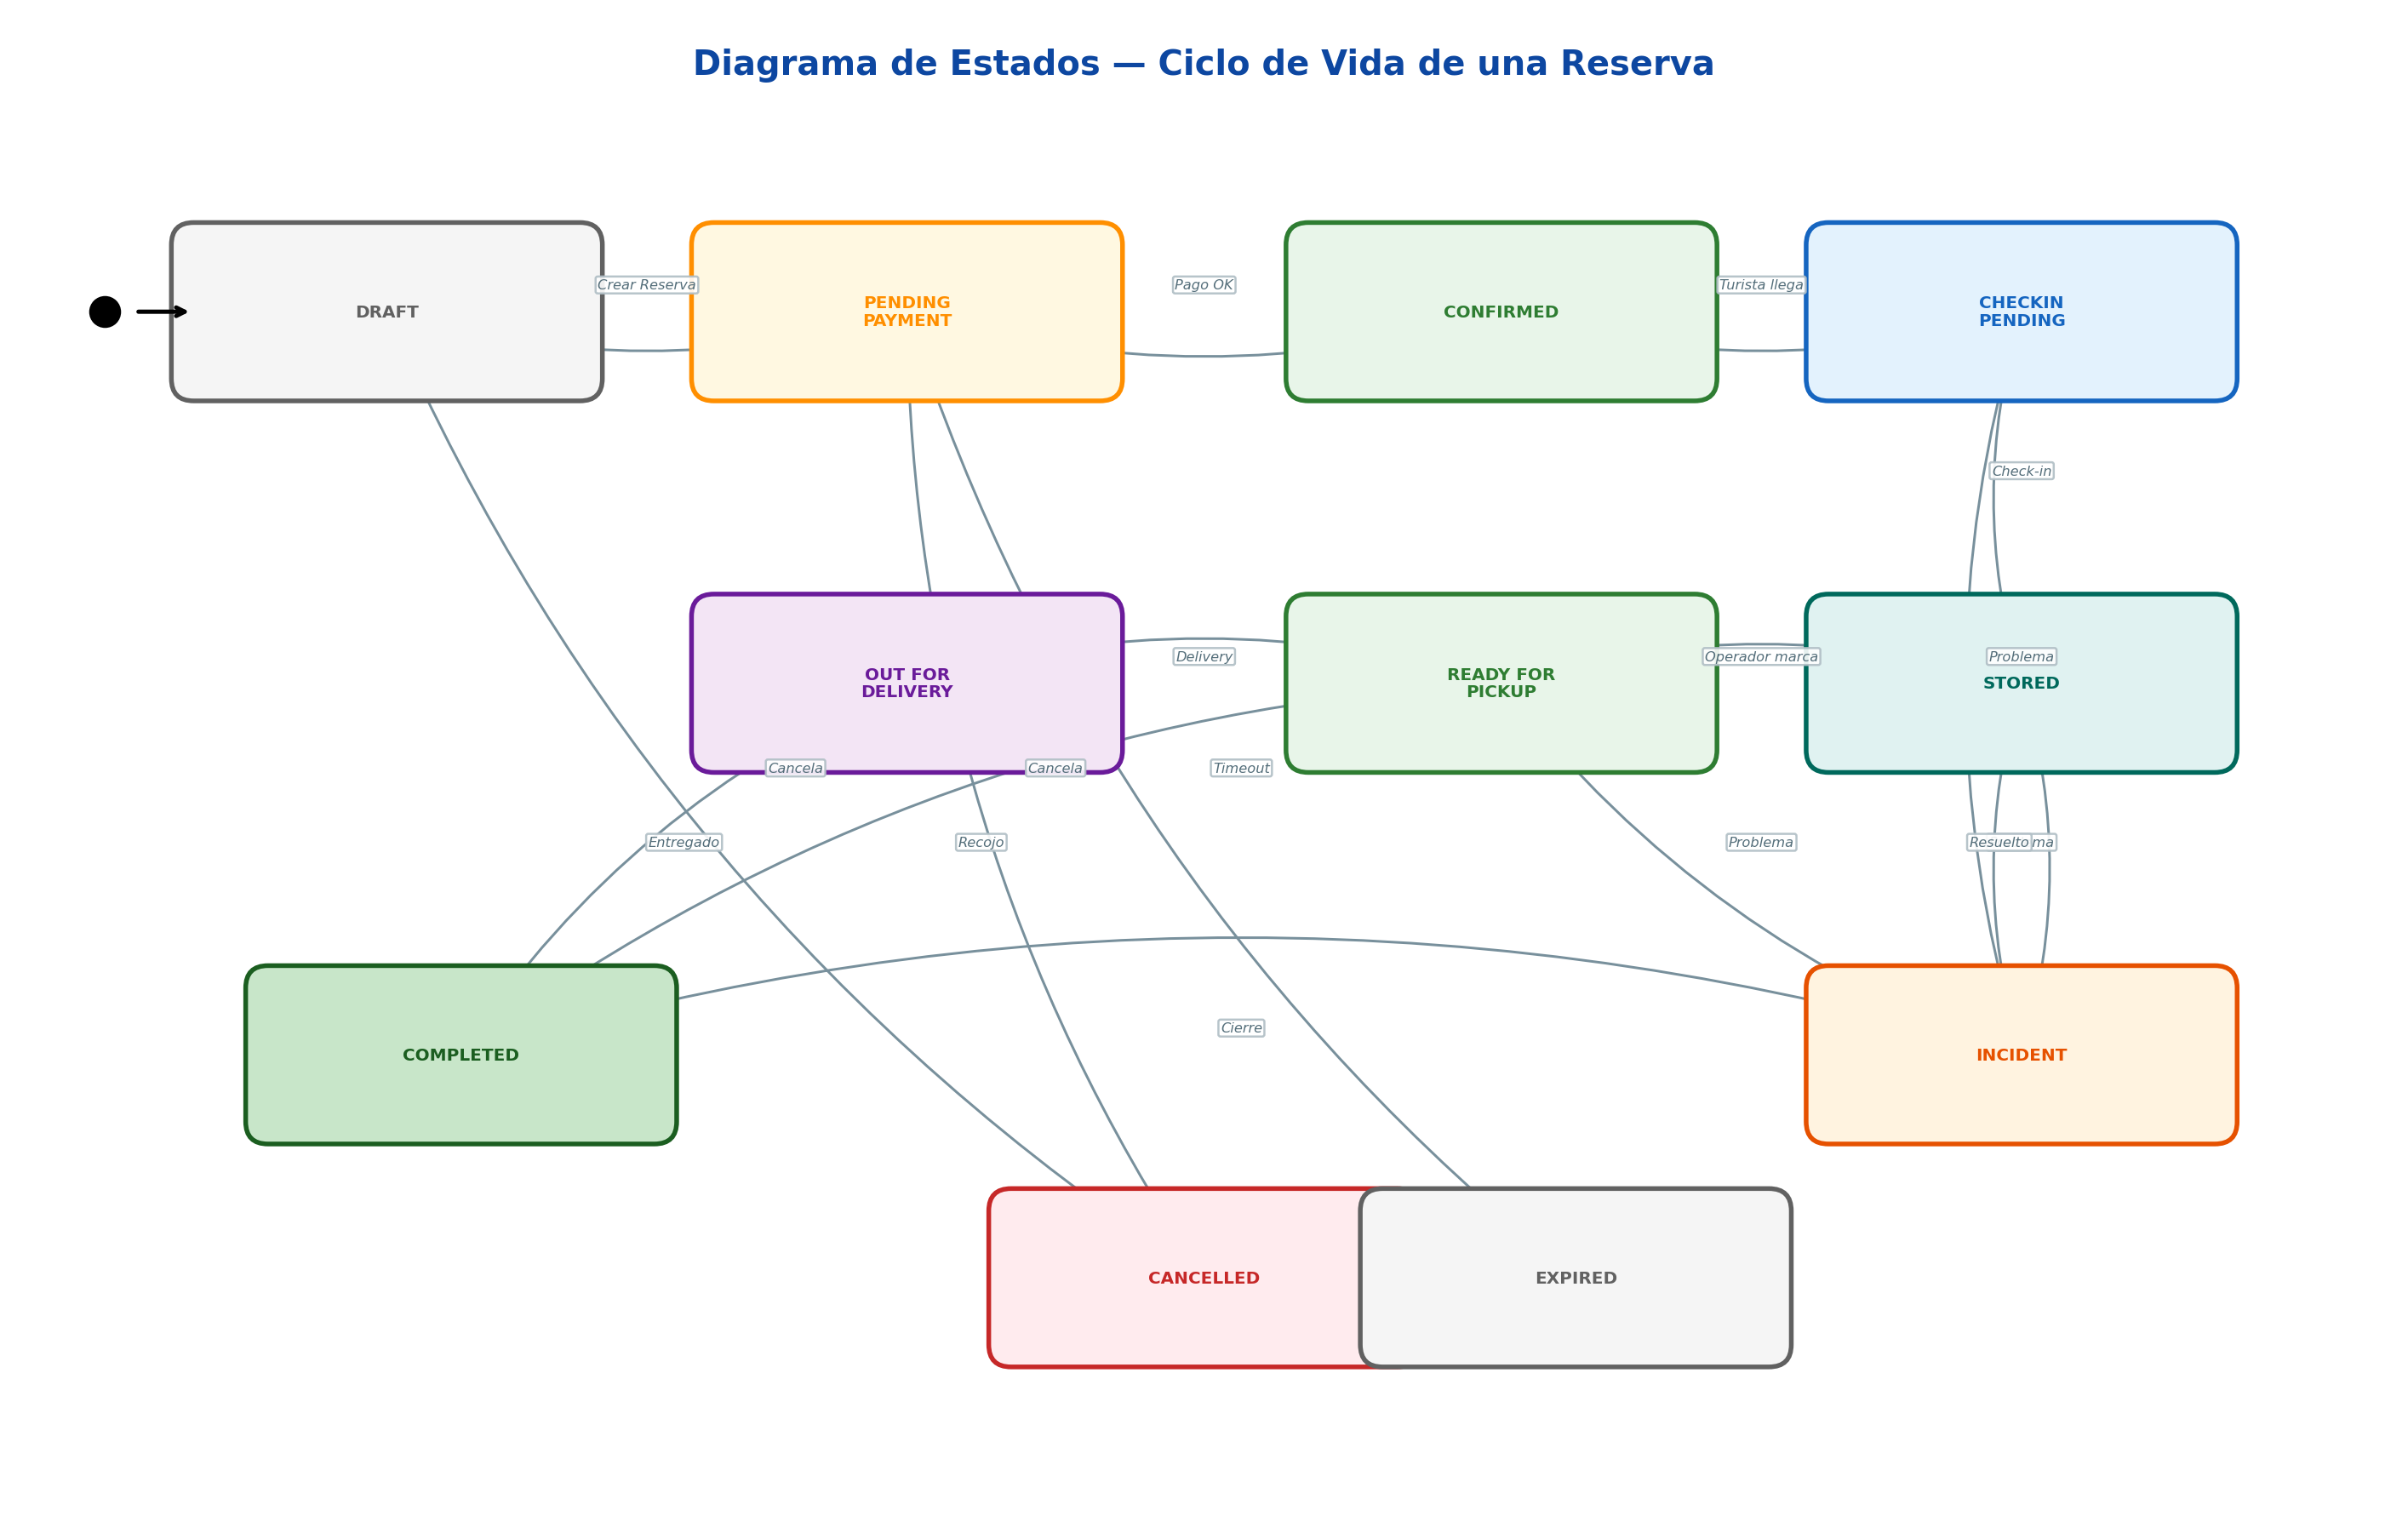 Diagrama de Estados — Ciclo de Vida de una Reserva
Crear Reserva
Pago OK
Turista llega
DRAFT
PENDING
PAYMENT
CONFIRMED
CHECKIN
PENDING
Check-in
Delivery
Operador marca
Problema
OUT FOR
DELIVERY
READY FOR
PICKUP
STORED
Cancela
Cancela
Timeout
Entregado
Recojo
Problema
Resuelto
ma
Cierre
COMPLETED
INCIDENT
CANCELLED
EXPIRED